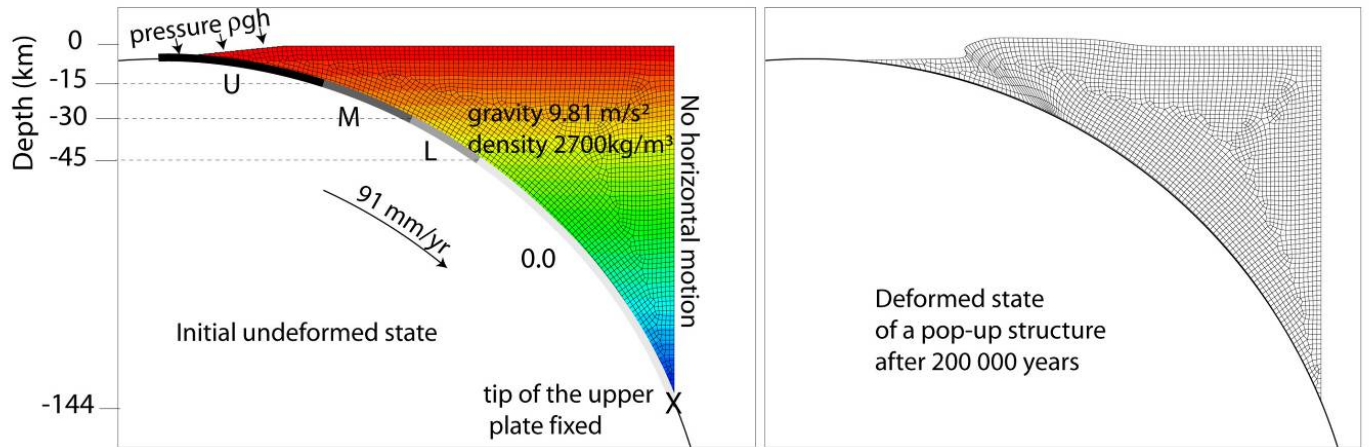 pressure ρgh
Depth (km)
0
-15
-30
-45
-144
U
M
L
gravity 9.81 m/s²
density 2700kg/m³
No horizontal motion
91 mm/yr
0.0
Initial undeformed state
tip of the upper
plate fixed
X
Deformed state
of a pop-up structure
after 200 000 years